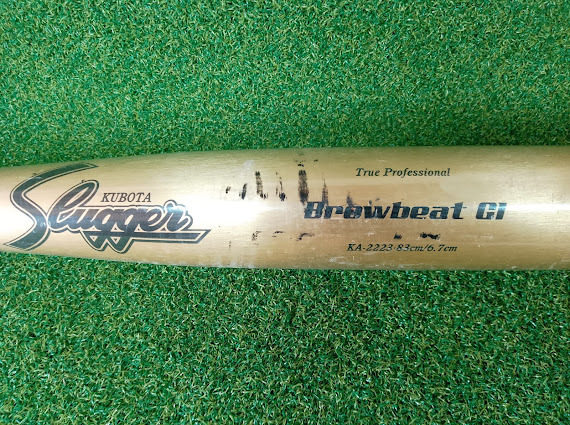 KUBOTA
Slugger
True Professional
Browbeat Gi
KA-2223-83cm/6.7cm